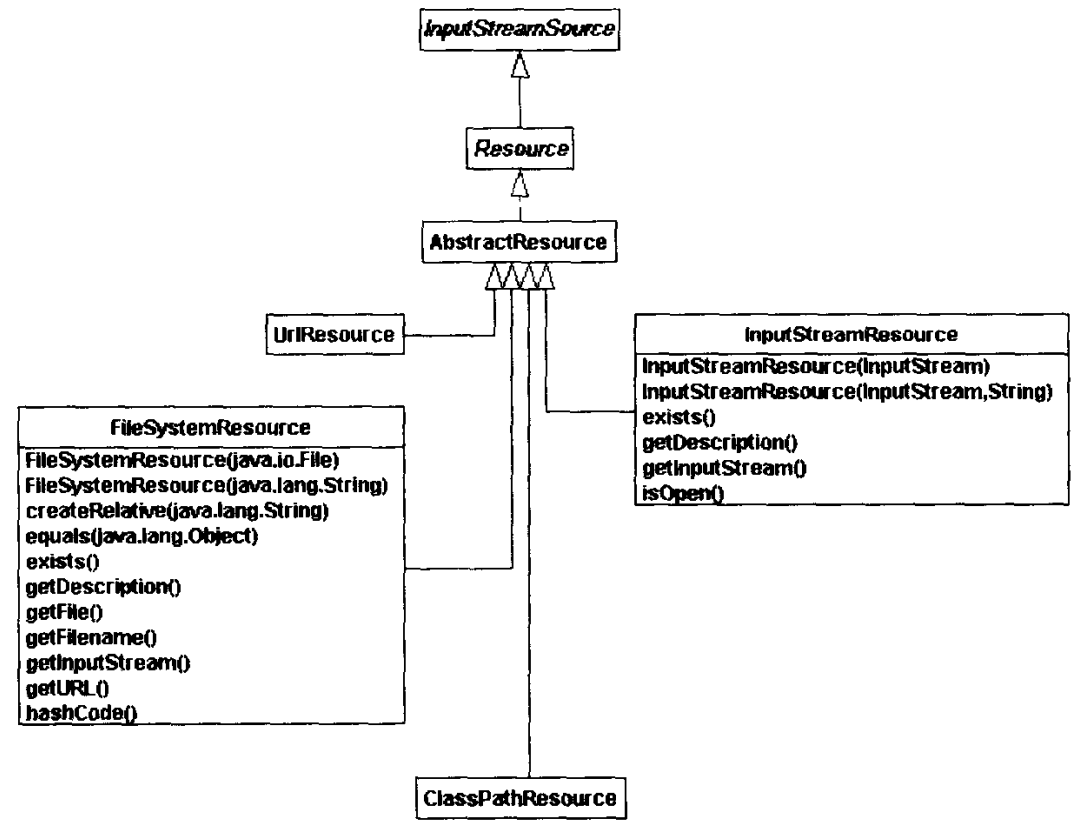 InputStreamSource
Resource
AbstractResource
UrlResource
InputStreamResource
InputStreamResource(InputStream)
InputStreamResource(InputStream,String)
exists()
getDescription()
getInputStream()
isOpen()
FileSystemResource
FileSystemResource(java.io.File)
FileSystemResource(java.lang.String)
createRelative(java.lang.String)
equals(java.lang.Object)
exists()
getDescription()
getFile()
getFilename()
getInputStream()
getURL()
hashCode()
ClassPathResource